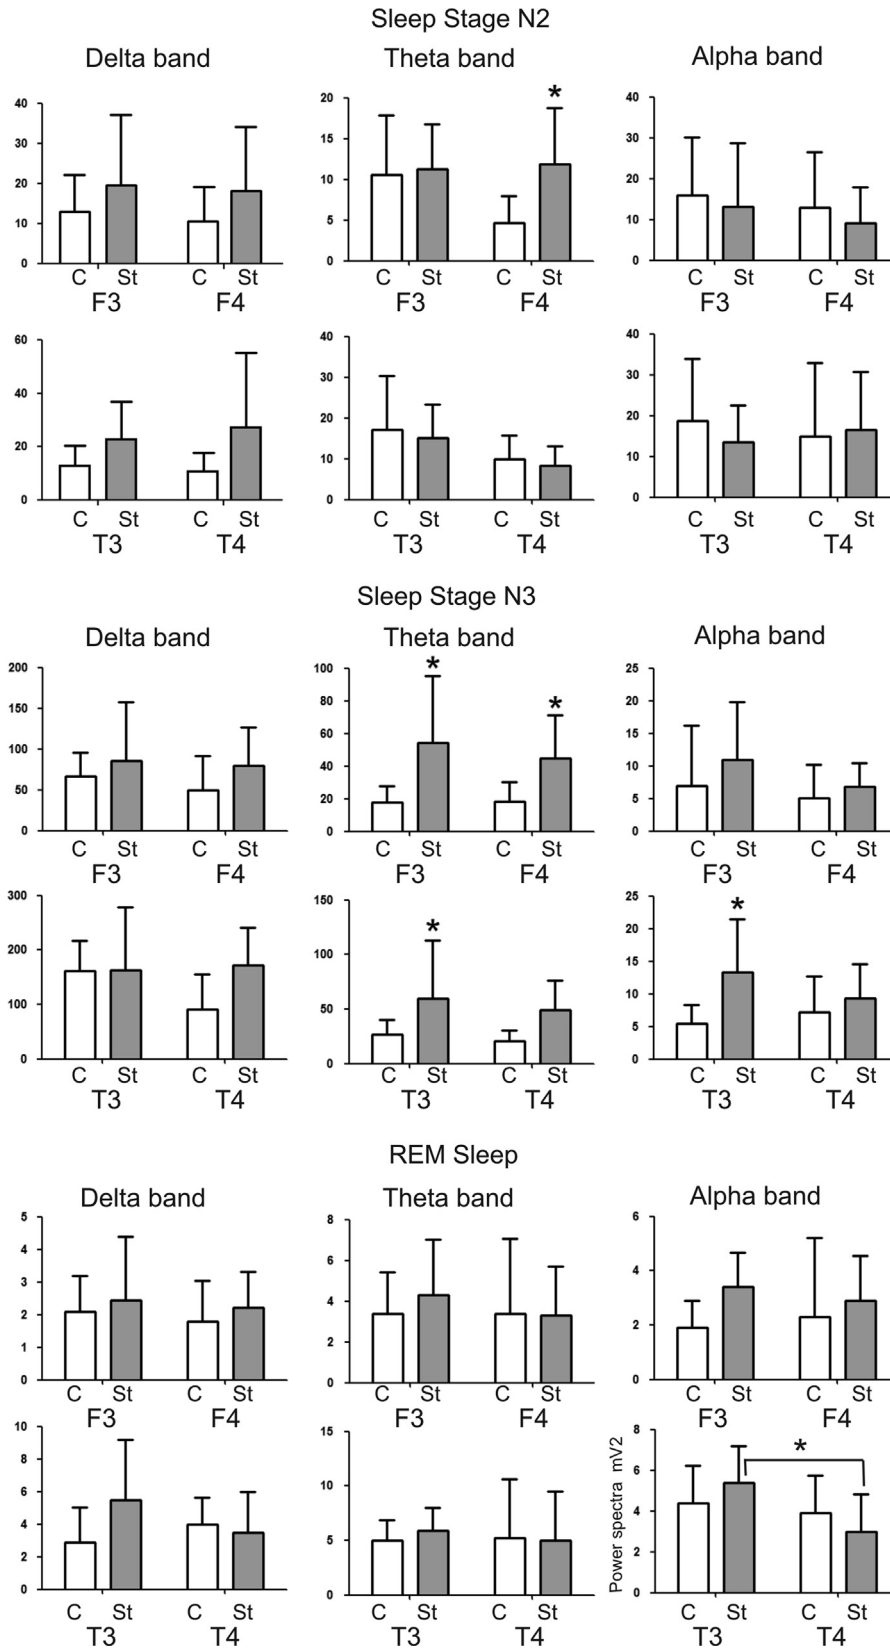 Sleep Stage N2
Delta band Theta band Alpha band
40 20 * 40
30 15 30
20 10 20
10 5 10
0 0 0
C St C St C St C St C St C St
F3 F4 F3 F4 F3 F4
60 40 40
40 30 30
20 20 20
0 10 10
0 0
C St C St C St C St C St C St
T3 T4 T3 T4 T3 T4
Sleep Stage N3
Delta band Theta band Alpha band
200 100 * * 25
150 80 20
100 60 15
50 40 10
0 20 5
0 0
C St C St C St C St C St C St
F3 F4 F3 F4 F3 F4
300 150 * 25 *
200 100 20
100 50 15
0 0 10
5
0
C St C St C St C St C St C St
T3 T4 T3 T4 T3 T4
REM Sleep
Delta band Theta band Alpha band
5 8 6
4 6 4
3 4 2
2 2 0
1 0
0
C St C St C St C St C St C St
F3 F4 F3 F4 F3 F4
10 15 Power spectra mV2 8 *
8 10 6
6 5 4
4 0 2
2 0
0
C St C St C St C St C St C St
T3 T4 T3 T4 T3 T4